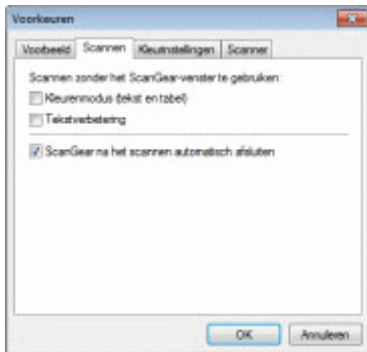 Voorkeuren
Voorbeeld Scannen Kleurinstellingen Scanner
Scannen zonder het ScanGear-venster te gebruiken:
Kleurenmodus (tekst en tabel)
Tekstverbetering
ScanGear na het scannen automatisch afsluiten
OK Annuleren